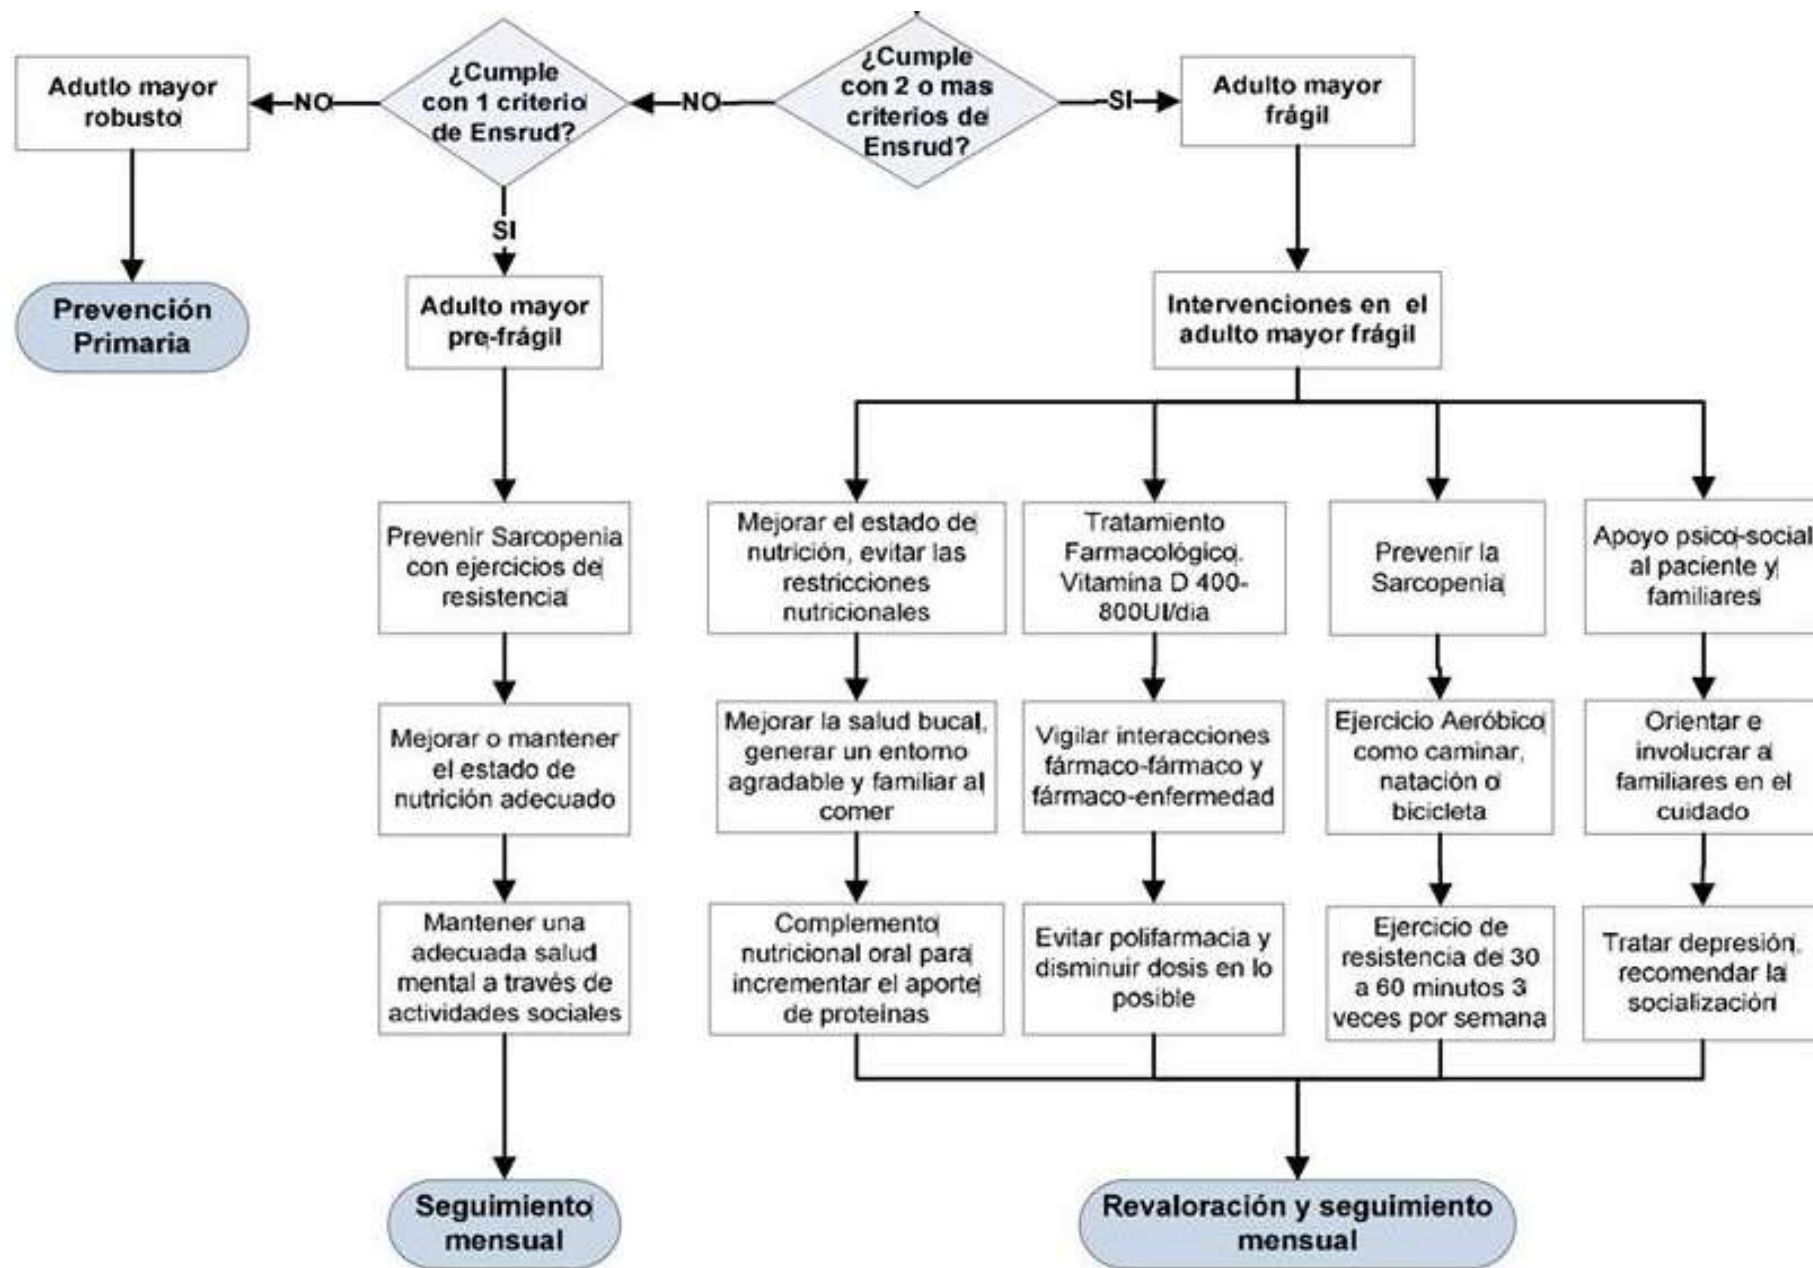 Adutlo mayor
robusto
NO
¿Cumple
con 1 criterio
de Ensrud?
NO
¿Cumple
con 2 o mas
criterios de
Ensrud?
SI
Adulto mayor
frágil
SI
Prevención
Primaria
Adulto mayor
pre-frágil
Intervenciones en el
adulto mayor frágil
Prevenir Sarcopenia
con ejercicios de
resistencia
Mejorar el estado de
nutrición, evitar las
restricciones
nutricionales
Tratamiento
Farmacológico.
Vitamina D 400-
800UI/dia
Prevenir la
Sarcopenia
Apoyo psico-social
al paciente y
familiares
Mejorar o mantener
el estado de
nutrición adecuado
Mejorar la salud bucal,
generar un entorno
agradable y familiar al
comer
Vigilar interacciones
fármaco-fármaco y
fármaco-enfermedad
Ejercicio Aeróbico
como caminar,
natación o
bicicleta
Orientar e
involucrar a
familiares en el
cuidado
Mantener una
adecuada salud
mental a través de
actividades sociales
Complemento
nutricional oral para
incrementar el aporte
de proteínas
Evitar polifarmacia y
disminuir dosis en lo
posible
Ejercicio de
resistencia de 30
a 60 minutos 3
veces por semana
Tratar depresión,
recomendar la
socialización
Seguimiento
mensual
Revaloración y seguimiento
mensual